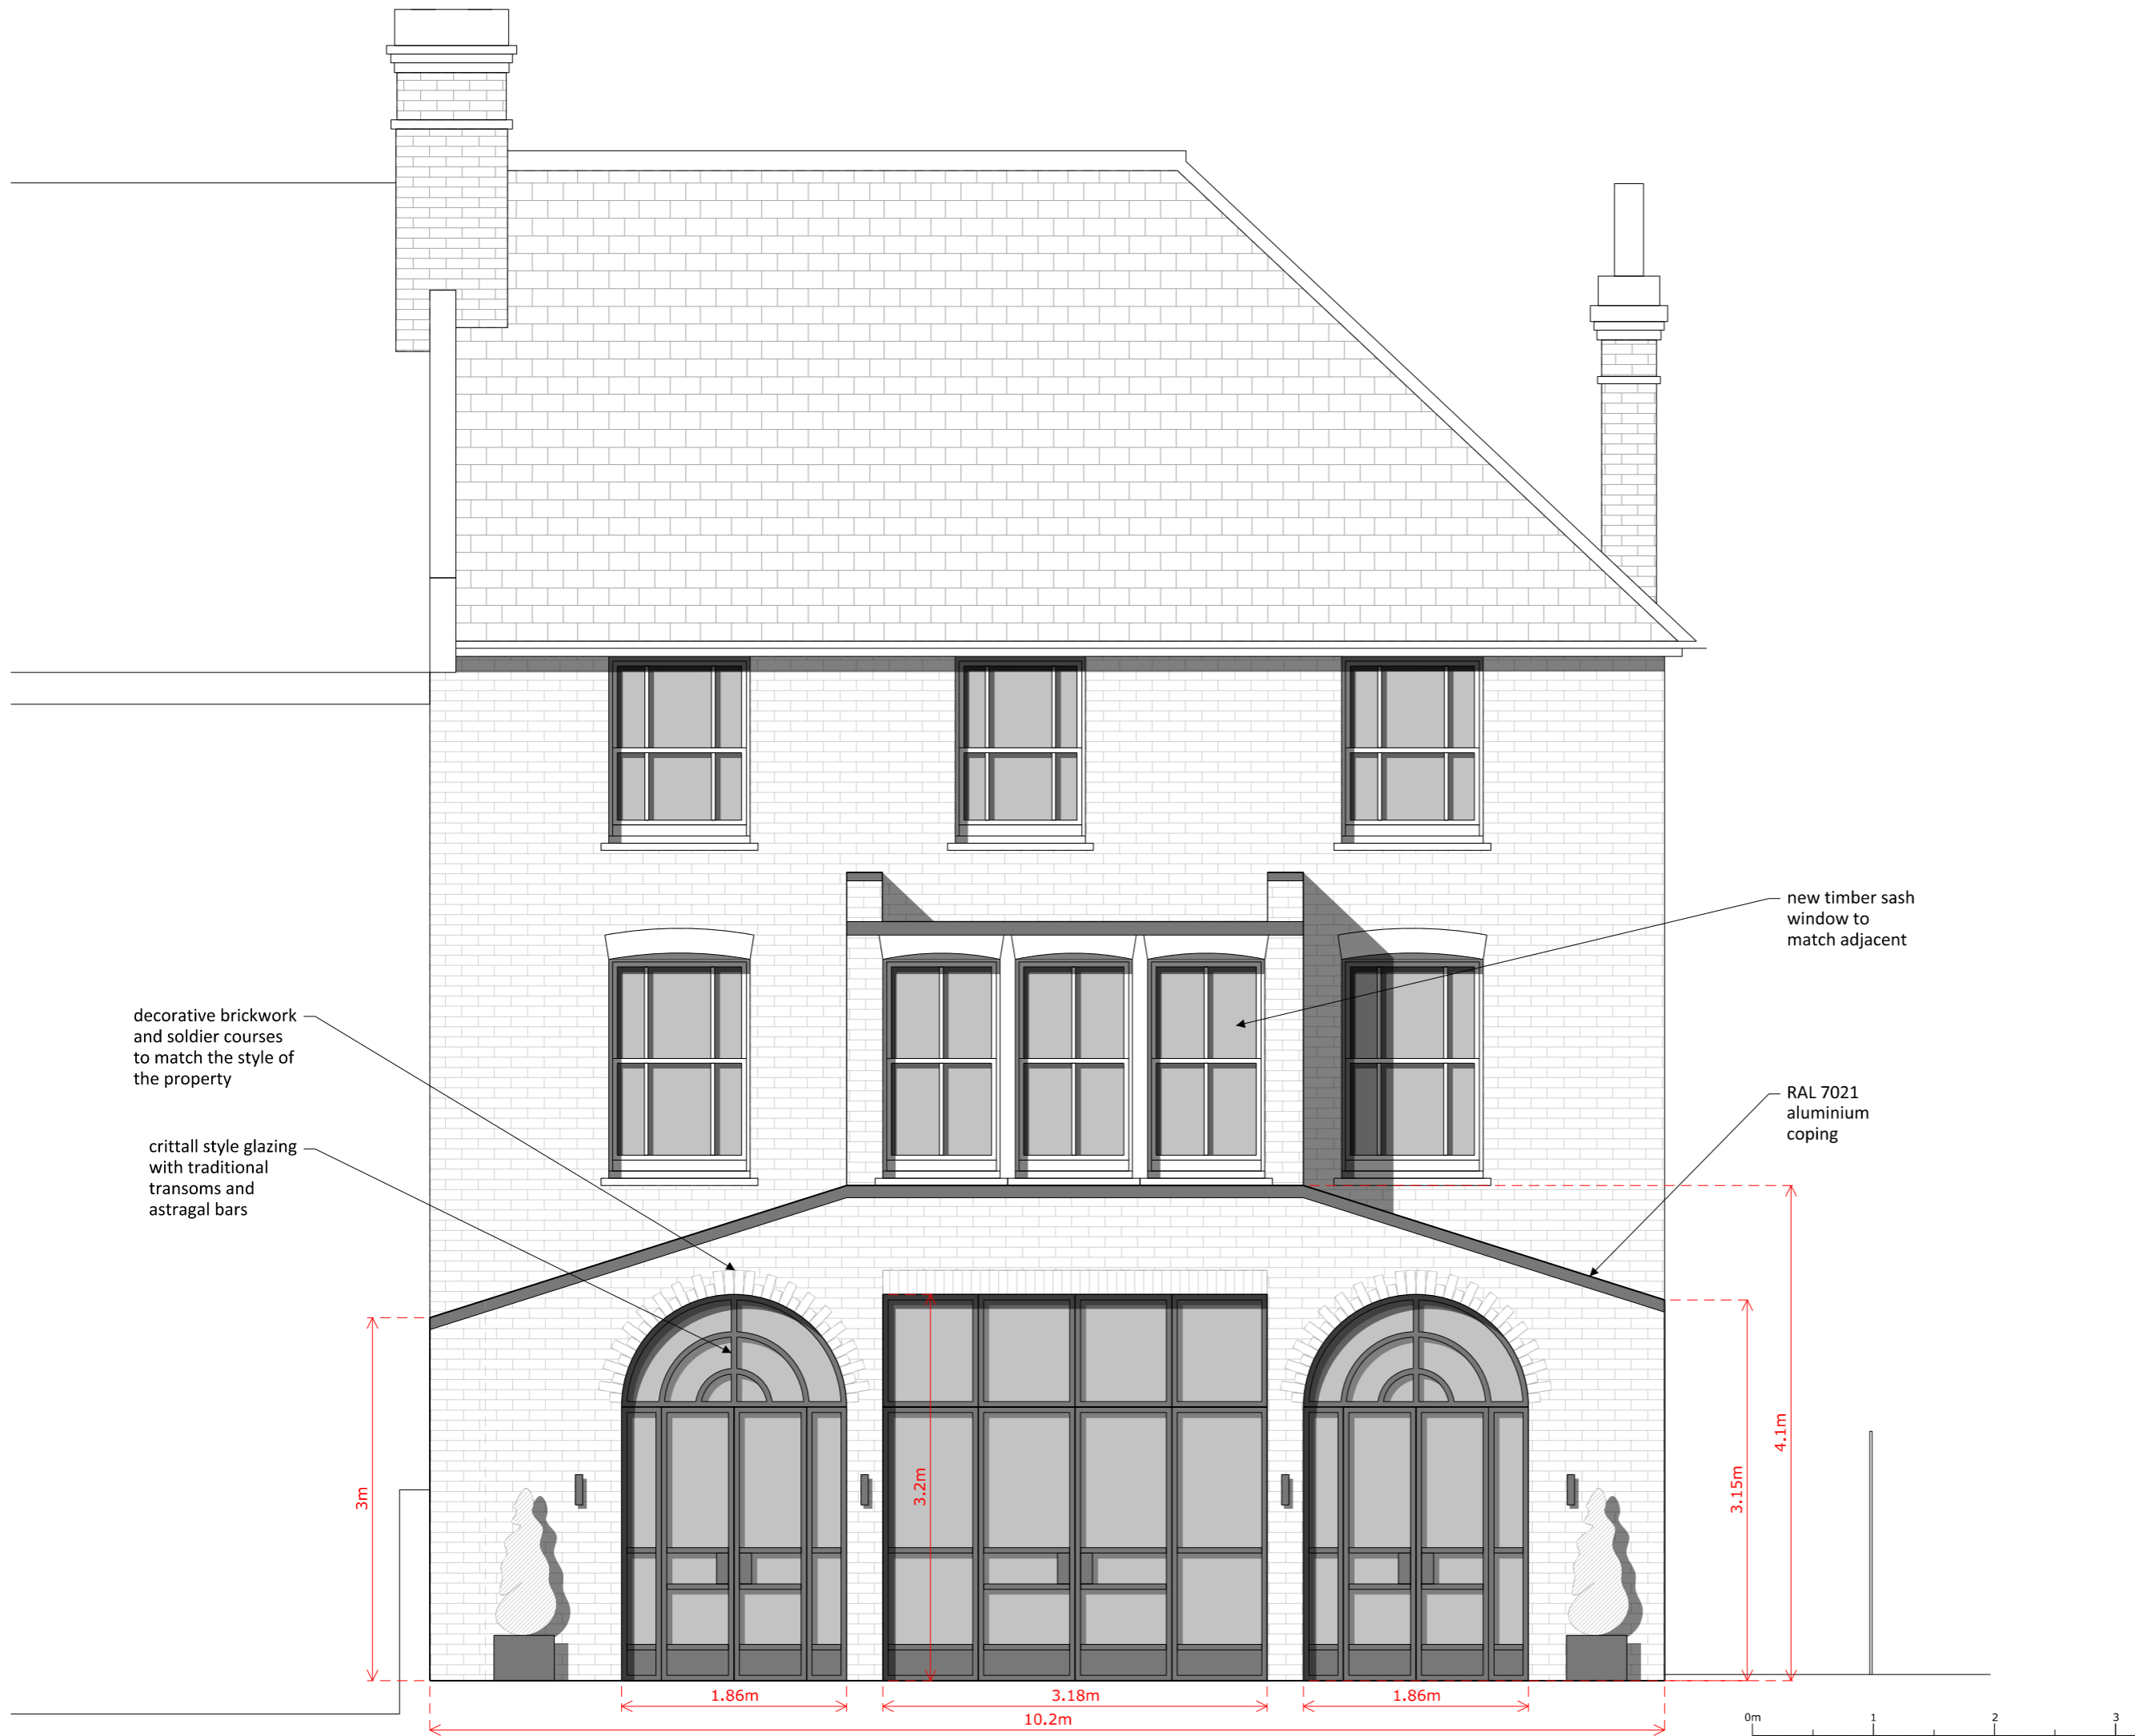 new timber sash
window to
match adjacent
decorative brickwork
and soldier courses
to match the style of
the property
RAL 7021
aluminium
coping
crittall style glazing
with traditional
transoms and
astragal bars
3m
3.2m
4.1m
3.15m
1.86m
3.18m
1.86m
10.2m
0m 1 2 3